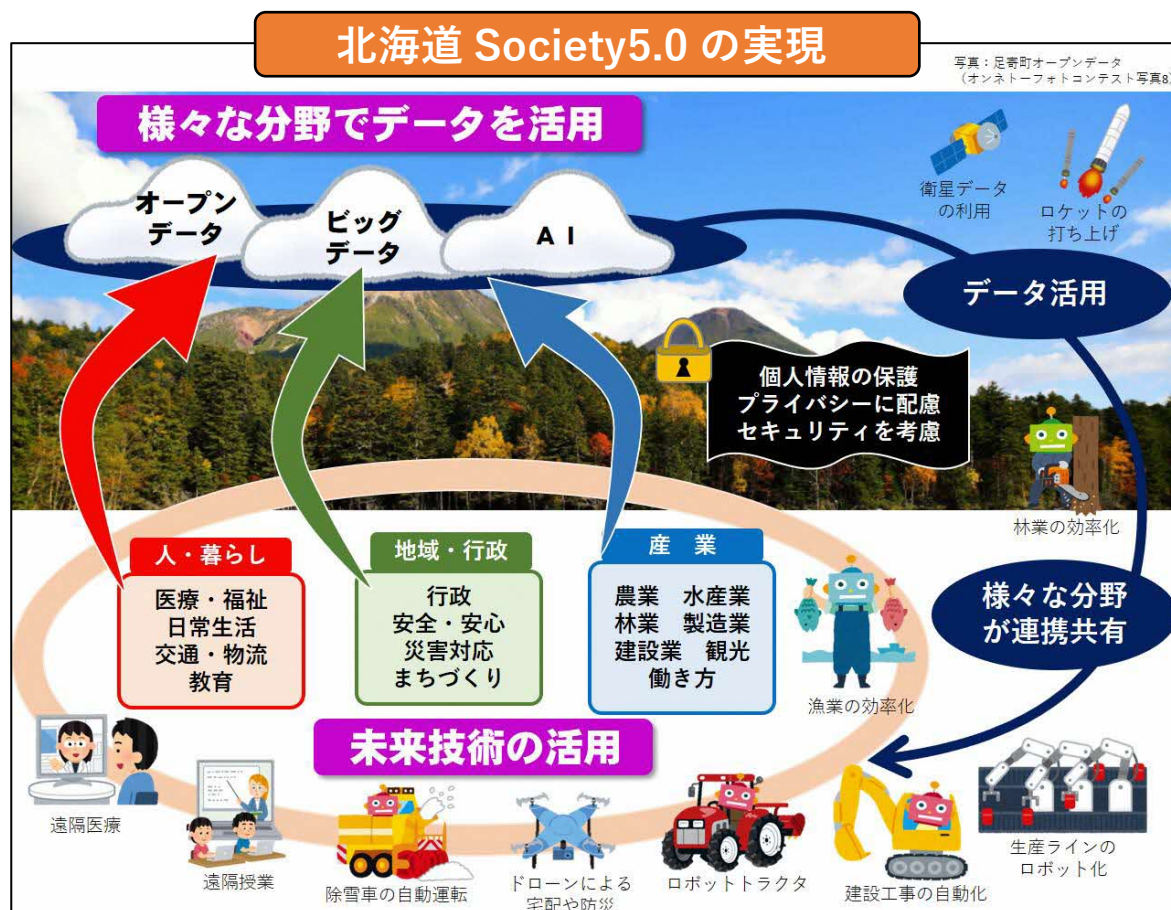 北海道 Society5.0 の実現
写真：足寄町オープンデータ
（オンネトーフォトコンテスト写真8）
様々な分野でデータを活用
オープン
データ
ビッグ
データ
ＡＩ
衛星データ
の利用
ロケットの
打ち上げ
データ活用
個人情報の保護
プライバシーに配慮
セキュリティを考慮
林業の効率化
様々な分野
が連携共有
人・暮らし
医療・福祉
日常生活
交通・物流
教育
地域・行政
行政
安全・安心
災害対応
まちづくり
産　業
農業　水産業
林業　製造業
建設業　観光
働き方
漁業の効率化
未来技術の活用
遠隔医療
遠隔授業
除雪車の自動運転
ドローンによる
宅配や防災
ロボットトラクタ
建設工事の自動化
生産ラインの
ロボット化